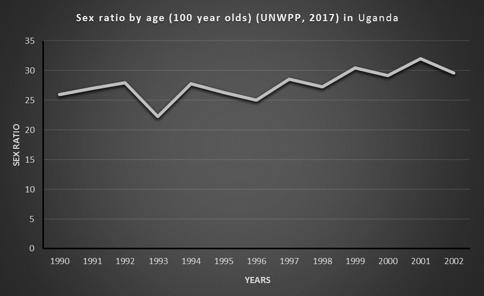 Sex ratio by age (100 year olds) (UNWPP, 2017) in Uganda
35
30
25
20
15
10
5
0
SEX RATIO
1990 1991 1992 1993 1994 1995 1996 1997 1998 1999 2000 2001 2002
YEARS